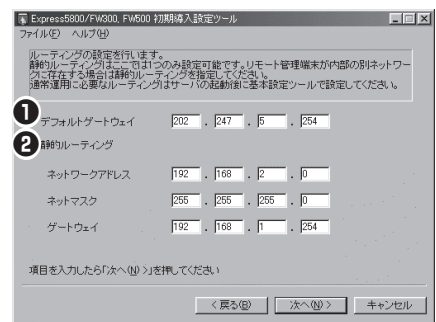 Express5800/FW300, FW500 初期導入設定ツール
ファイル(F) ヘルプ(H)
ルーティングの設定を行います。
静的ルーティングはここでは1つのみ設定可能です。リモート管理端末が内部の別ネットワー
クに存在する場合は静的ルーティングを指定してください。
通常運用に必要なルーティングはサーバの起動後に基本設定ツールで設定してください。
1 デフォルトゲートウェイ 202 . 247 . 5 . 254
2 静的ルーティング
ネットワークアドレス 192 . 168 . 2 . 0
ネットマスク 255 . 255 . 255 . 0
ゲートウェイ 192 . 168 . 1 . 254
項目を入力したら「次へ(N) >」を押してください
< 戻る(B) 次へ(N) > キャンセル